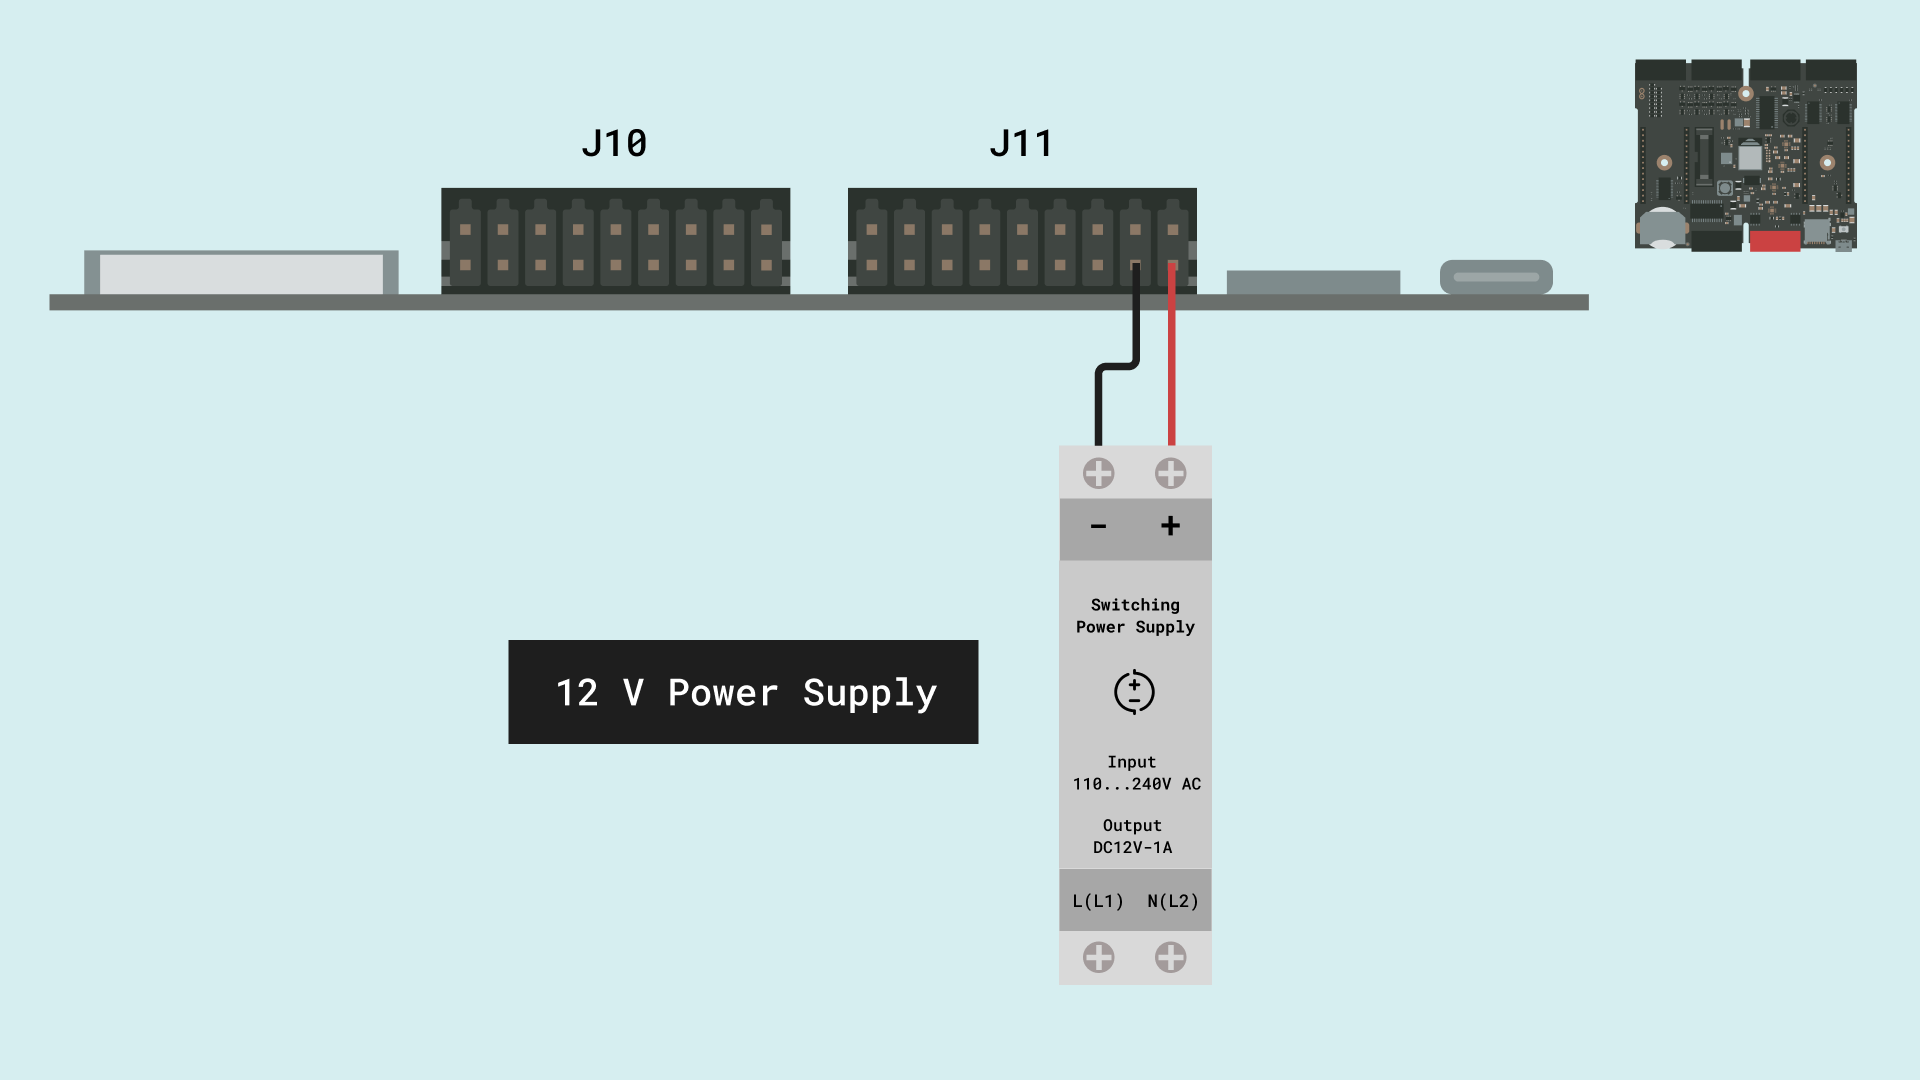 J10
J11
-
+
Switching
Power Supply
12 V Power Supply
Input
110...240V AC
Output
DC12V-1A
L(L1)
N(L2)